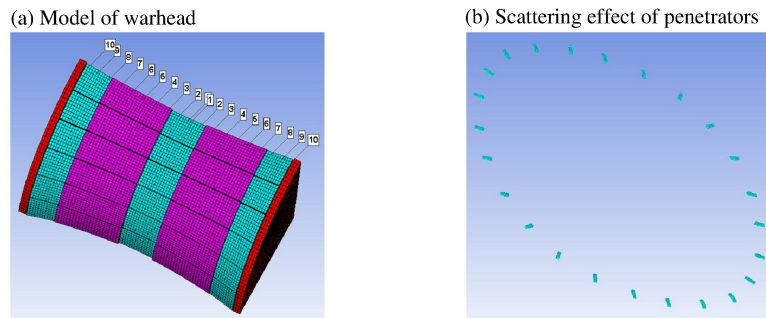 (a) Model of warhead
(b) Scattering effect of penetrators
10 9 8 7 6 5 4 3 2 1 2 3 4 5 6 7 8 9 10